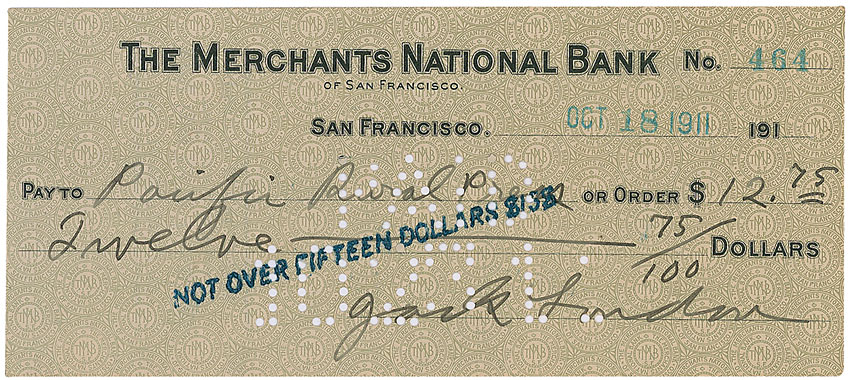 THE MERCHANTS NATIONAL BANK No. 464
OF SAN FRANCISCO.
SAN FRANCISCO. OCT 18 1911 191
PAY TO Pacific Rural Press OR ORDER $ 12.75
Twelve 75/100 DOLLARS
NOT OVER FIFTEEN DOLLARS $15$
Jack London